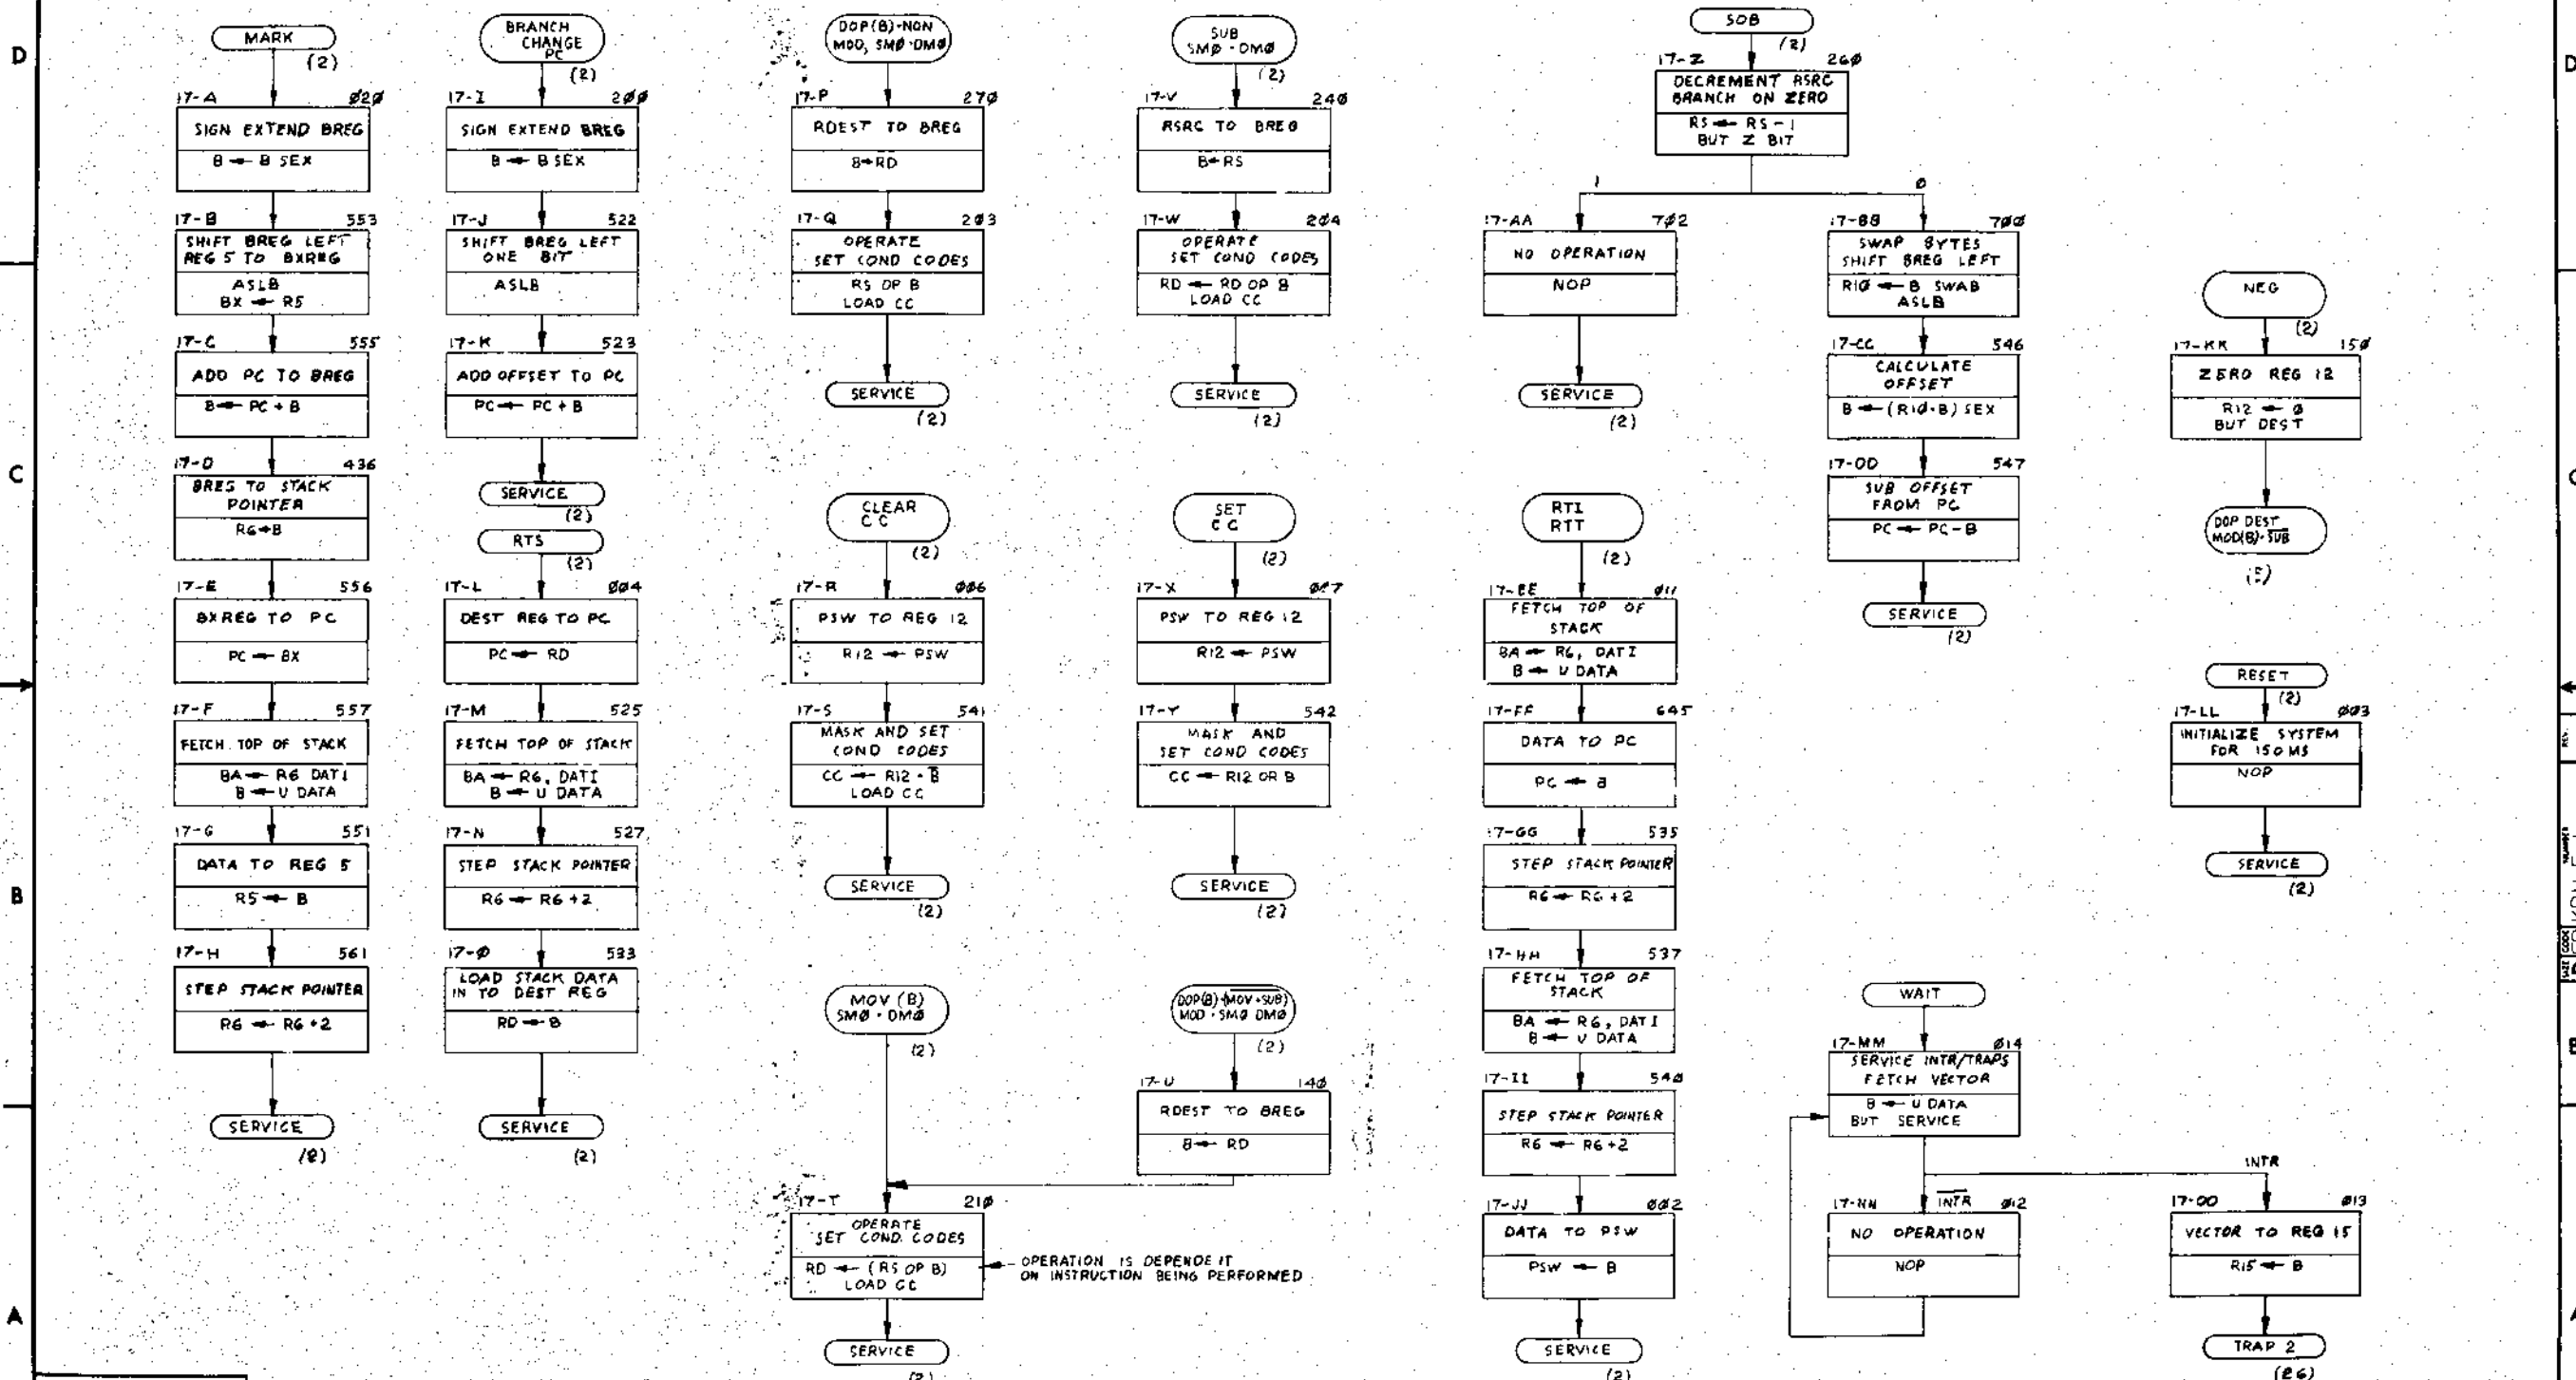 MARK
(2)
17-A 020
SIGN EXTEND BREG
B ← B SEX
17-B 553
SHIFT BREG LEFT
REG 5 TO BXREG
ASLB
BX ← R5
17-C 555
ADD PC TO BREG
B ← PC + B
17-D 436
BREG TO STACK
POINTER
R6←B
17-E 556
BXREG TO PC
PC ← BX
17-F 557
FETCH TOP OF STACK
BA ← R6 DATI
B ← U DATA
17-G 551
DATA TO REG 5
R5 ← B
17-H 561
STEP STACK POINTER
R6 ← R6 +2
SERVICE
(2)
BRANCH
CHANGE
PC
(2)
17-I 200
SIGN EXTEND BREG
B ← B SEX
17-J 522
SHIFT BREG LEFT
ONE BIT
ASLB
17-K 523
ADD OFFSET TO PC
PC ← PC + B
SERVICE
(2)
RTS
(2)
17-L 004
DEST REG TO PC
PC ← RD
17-M 525
FETCH TOP OF STACK
BA ← R6, DATI
B ← U DATA
17-N 527
STEP STACK POINTER
R6 ← R6 +2
17-Ø 533
LOAD STACK DATA
IN TO DEST REG
RD ← B
SERVICE
(2)
DOP(B)·NON
MOD, SMØ·DMØ
17-P 270
RDEST TO BREG
B←RD
17-Q 203
OPERATE
SET COND CODES
RS OP B
LOAD CC
SERVICE
(2)
CLEAR
CC
(2)
17-R 006
PSW TO REG 12
R12 ← PSW
17-S 541
MASK AND SET
COND CODES
CC ← R12 · B̅
LOAD CC
SERVICE
(2)
MOV (B)
SMØ · DMØ
(2)
17-T 210
OPERATE
SET COND. CODES
RD ← (RS OP B)
LOAD CC
OPERATION IS DEPENDE IT
ON INSTRUCTION BEING PERFORMED
SERVICE
(2)
SUB
SMØ · DMØ
(2)
17-V 240
RSRC TO BREG
B←RS
17-W 204
OPERATE
SET COND CODES
RD ← RD OP B
LOAD CC
SERVICE
(2)
SET
CC
(2)
17-X 007
PSW TO REG 12
R12 ← PSW
17-Y 542
MASK AND
SET COND CODES
CC ← R12 OR B
SERVICE
(2)
DOP(B)·(MOV+SUB)
MOD · SMØ DMØ
(2)
17-U 140
RDEST TO BREG
B← RD
SOB
(2)
17-Z 260
DECREMENT RSRC
BRANCH ON ZERO
RS ← RS - 1
BUT Z BIT
1 0
17-AA 702
NO OPERATION
NOP
SERVICE
(2)
17-BB 700
SWAP BYTES
SHIFT BREG LEFT
R10 ← B SWAB
ASLB
17-CC 546
CALCULATE
OFFSET
B ← (R10·B) SEX
17-DD 547
SUB OFFSET
FROM PC
PC ← PC - B
SERVICE
(2)
RTI
RTT
(2)
17-EE 011
FETCH TOP OF
STACK
BA ← R6, DATI
B ← U DATA
17-FF 645
DATA TO PC
PC ← B
17-GG 535
STEP STACK POINTER
R6 ← R6 +2
17-HH 537
FETCH TOP OF
STACK
BA ← R6, DATI
B ← U DATA
17-II 540
STEP STACK POINTER
R6 ← R6 +2
17-JJ 002
DATA TO PSW
PSW ← B
SERVICE
(2)
WAIT
17-MM 014
SERVICE INTR/TRAPS
FETCH VECTOR
B ← U DATA
BUT SERVICE
INTR
17-NN I̅N̅T̅R̅ 012
NO OPERATION
NOP
17-OO 013
VECTOR TO REG 15
R15 ← B
TRAP 2
(26)
NEG
(2)
17-KK 150
ZERO REG 12
R12 ← 0
BUT DEST
DOP DEST
MOD(B)·S̅U̅B̅
(5)
RESET
(2)
17-LL 003
INITIALIZE SYSTEM
FOR 150 MS
NOP
SERVICE
(2)
D
C
B
A
D
REV.
NUMBER
SIZE CODE